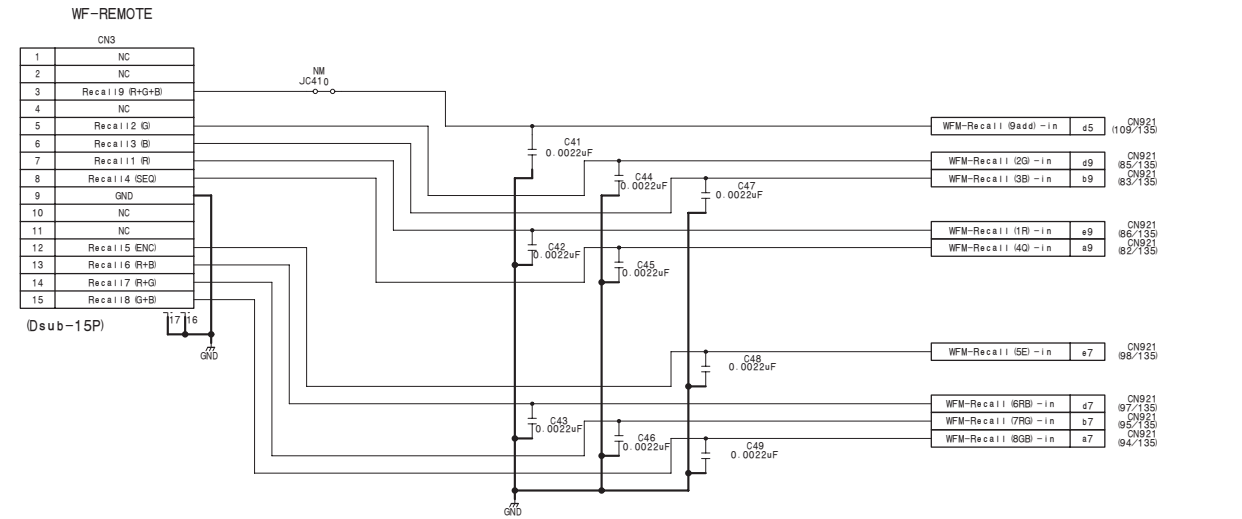 WF-REMOTE
CN3
1 NC
2 NC
3 Recall9 (R+G+B)
4 NC
5 Recall2 (G)
6 Recall3 (B)
7 Recall1 (R)
8 Recall4 (SEQ)
9 GND
10 NC
11 NC
12 Recall5 (ENC)
13 Recall6 (R+B)
14 Recall7 (R+G)
15 Recall8 (G+B)
(Dsub-15P)
17 16
GND
NM
JC410
C41
0.0022uF
C44
0.0022uF
C47
0.0022uF
C42
0.0022uF
C45
0.0022uF
C48
0.0022uF
C43
0.0022uF
C46
0.0022uF
C49
0.0022uF
GND
WFM-Recall (9add)-in d5 CN921
(109/135)
WFM-Recall (2G)-in d9 CN921
(85/135)
WFM-Recall (3B)-in b9 CN921
(83/135)
WFM-Recall (1R)-in e9 CN921
(86/135)
WFM-Recall (4Q)-in a9 CN921
(82/135)
WFM-Recall (5E)-in e7 CN921
(98/135)
WFM-Recall (6RB)-in d7 CN921
(97/135)
WFM-Recall (7RG)-in b7 CN921
(95/135)
WFM-Recall (8GB)-in a7 CN921
(94/135)